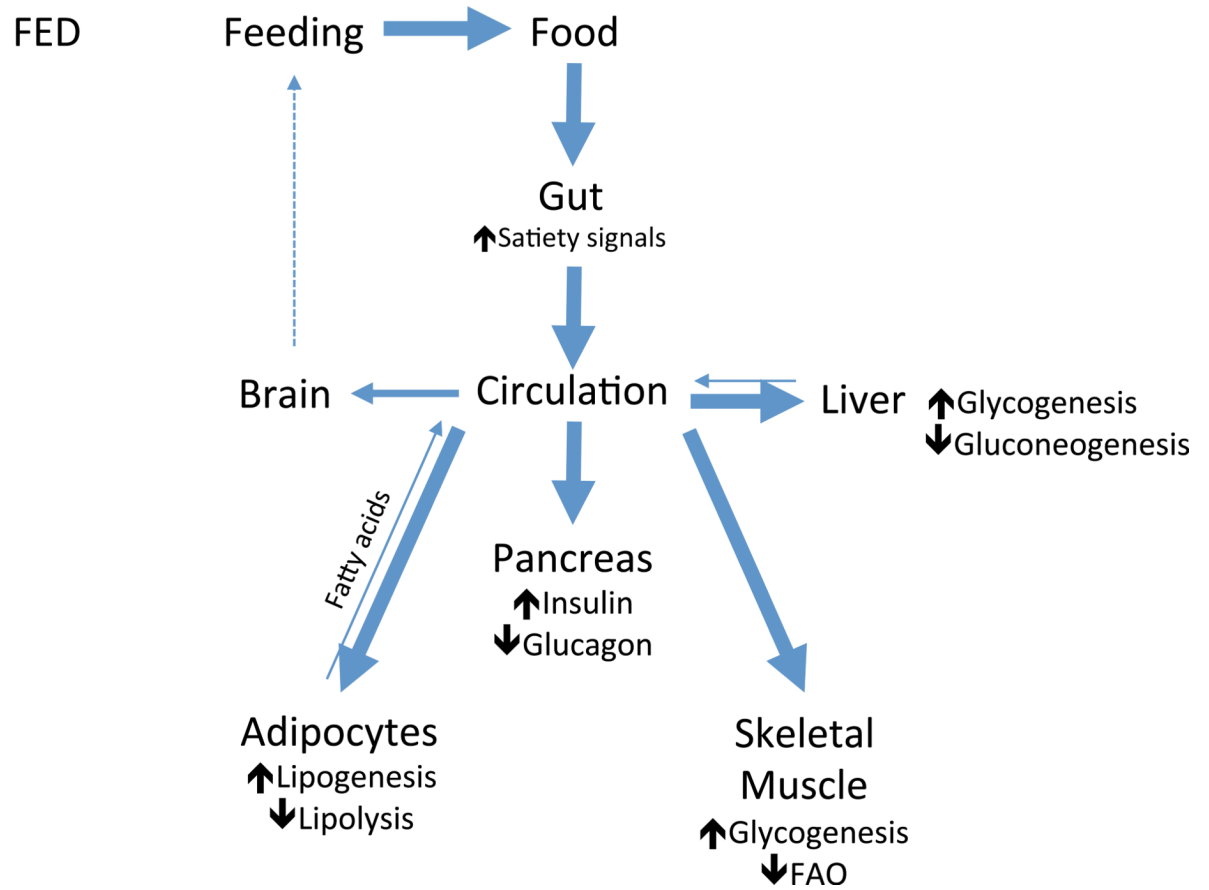 FED
Feeding
Food
Gut
↑Satiety signals
Brain
Circulation
Liver
↑Glycogenesis
↓Gluconeogenesis
Fatty acids
Pancreas
↑Insulin
↓Glucagon
Adipocytes
↑Lipogenesis
↓Lipolysis
Skeletal
Muscle
↑Glycogenesis
↓FAO